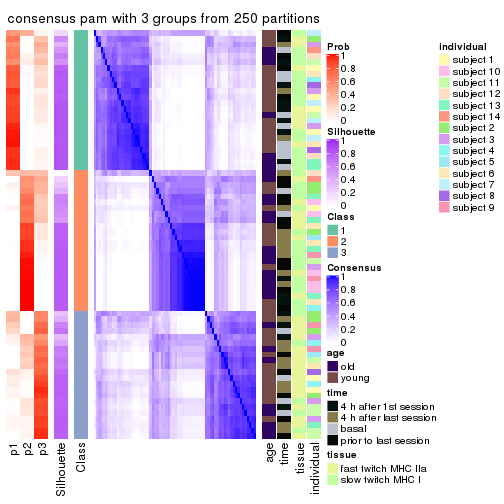 consensus pam with 3 groups from 250 partitions
p1
p2
p3
Silhouette
Class
age
time
tissue
individual
Prob
1
0.8
0.6
0.4
0.2
0
Silhouette
1
0.8
0.6
0.4
0.2
0
Class
1
2
3
Consensus
1
0.8
0.6
0.4
0.2
0
age
old
young
time
4 h after 1st session
4 h after last session
basal
prior to last session
tissue
fast twitch MHC IIa
slow twitch MHC I
individual
subject 1
subject 10
subject 11
subject 12
subject 13
subject 14
subject 2
subject 3
subject 4
subject 5
subject 6
subject 7
subject 8
subject 9